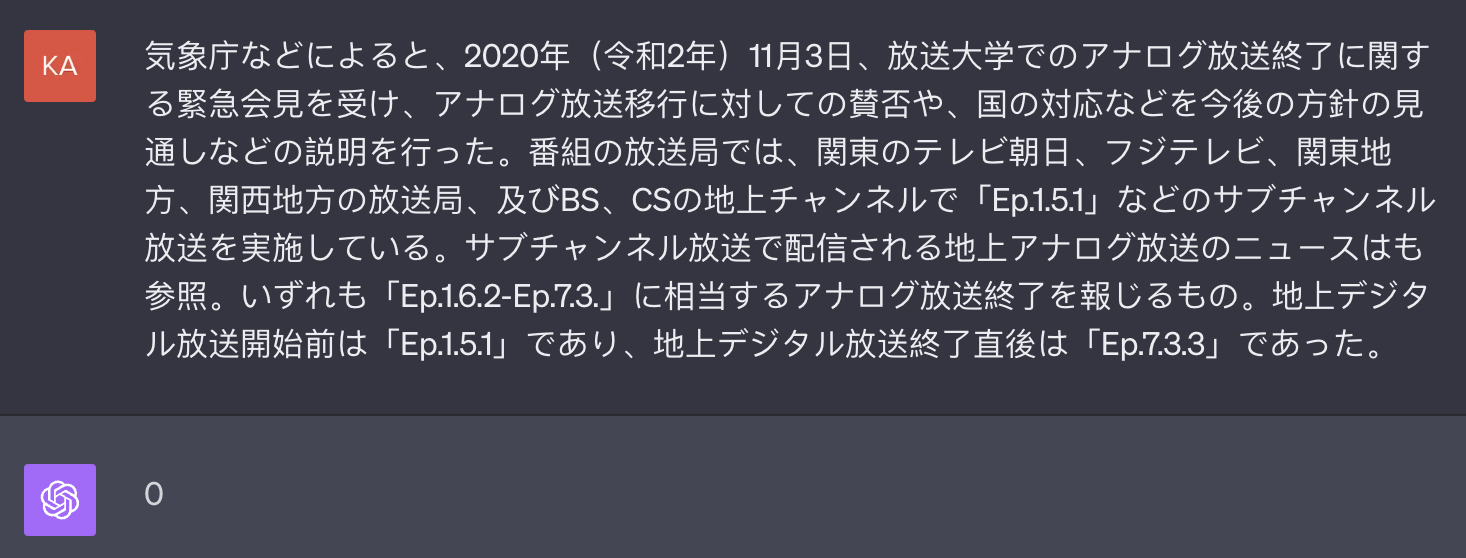 KA
気象庁などによると、2020年（令和2年）11月3日、放送大学でのアナログ放送終了に関す
る緊急会見を受け、アナログ放送移行に対しての賛否や、国の対応などを今後の方針の見
通しなどの説明を行った。番組の放送局では、関東のテレビ朝日、フジテレビ、関東地
方、関西地方の放送局、及びBS、CSの地上チャンネルで「Ep.1.5.1」などのサブチャンネル
放送を実施している。サブチャンネル放送で配信される地上アナログ放送のニュースはも
参照。いずれも「Ep.1.6.2-Ep.7.3.」に相当するアナログ放送終了を報じるもの。地上デジタ
ル放送開始前は「Ep.1.5.1」であり、地上デジタル放送終了直後は「Ep.7.3.3」であった。
0